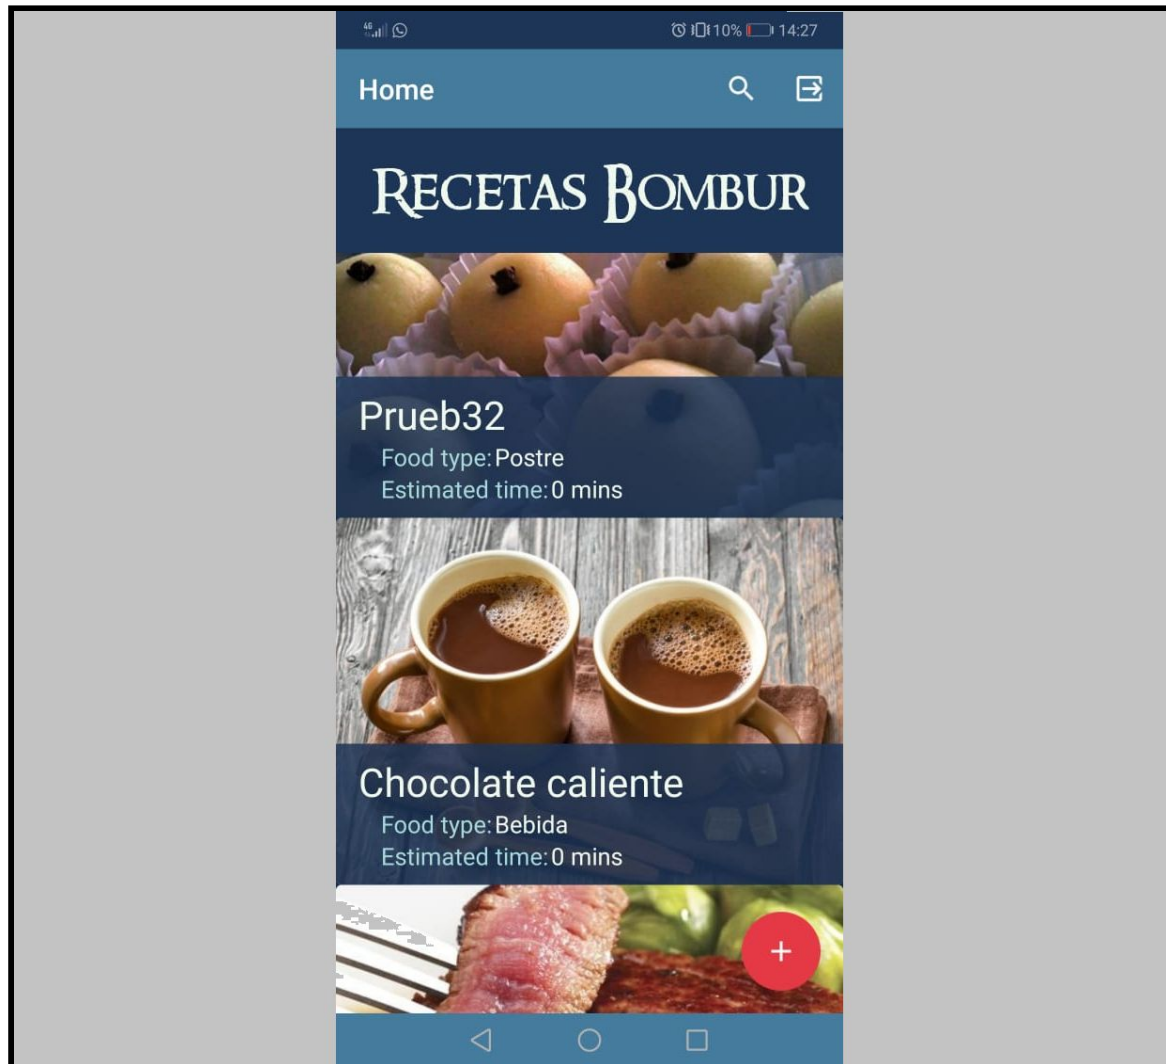 4G 10% 14:27
Home
RECETAS BOMBUR
Prueb32
Food type: Postre
Estimated time: 0 mins
Chocolate caliente
Food type: Bebida
Estimated time: 0 mins
+